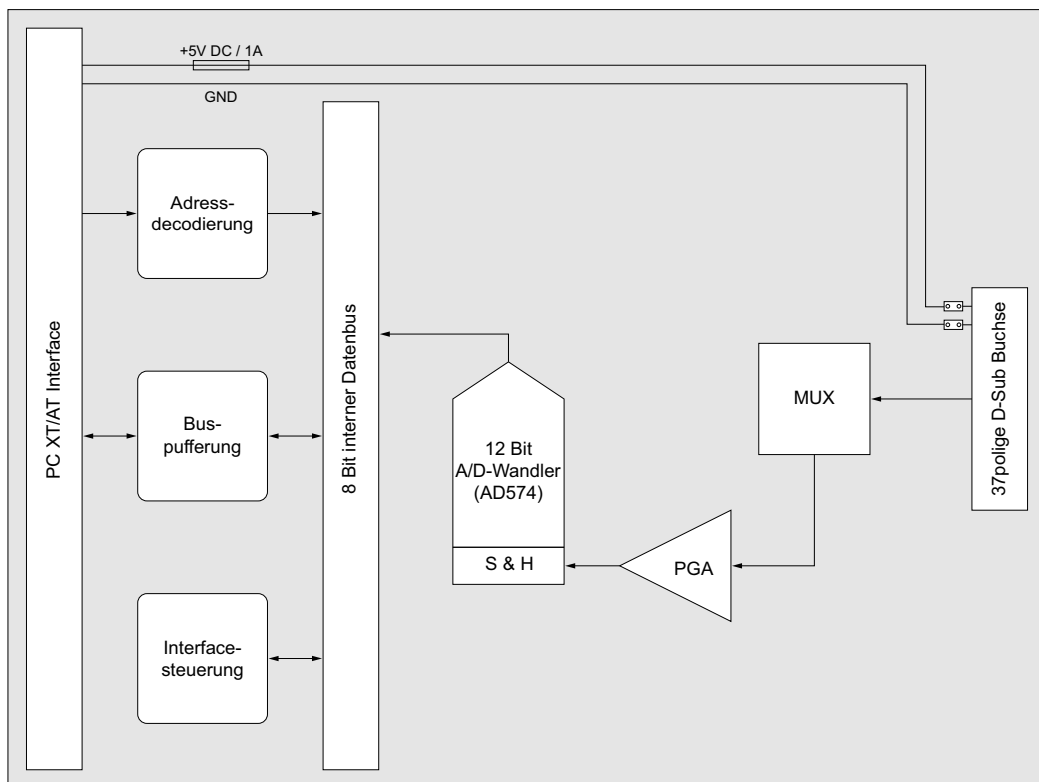 +5V DC / 1A
GND
PC XT/AT Interface
Adress-
decodierung
Bus-
pufferung
Interface-
steuerung
8 Bit interner Datenbus
12 Bit
A/D-Wandler
(AD574)
S & H
PGA
MUX
37polige D-Sub Buchse